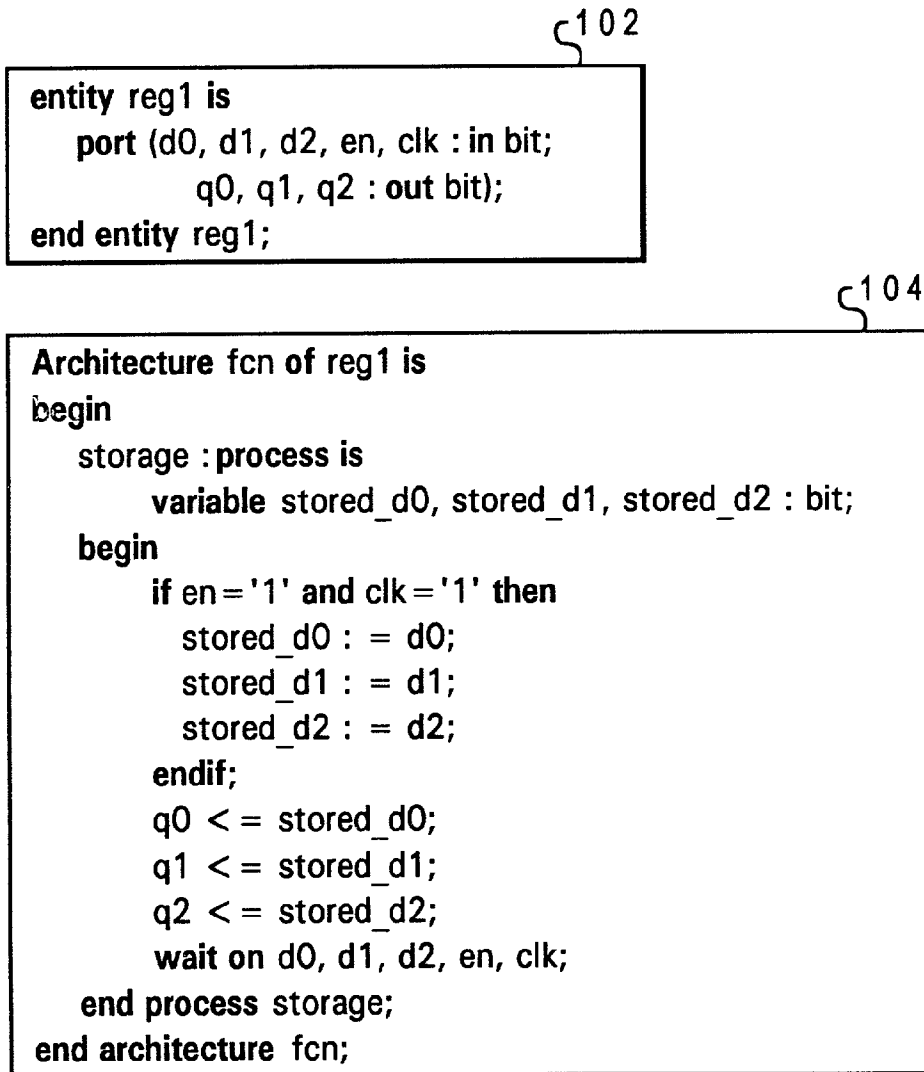 102
entity reg1 is
port (d0, d1, d2, en, clk : in bit;
q0, q1, q2 : out bit);
end entity reg1;
104
Architecture fcn of reg1 is
begin
storage : process is
variable stored_d0, stored_d1, stored_d2 : bit;
begin
if en = '1' and clk = '1' then
stored_d0 : = d0;
stored_d1 : = d1;
stored_d2 : = d2;
endif;
q0 < = stored_d0;
q1 < = stored_d1;
q2 < = stored_d2;
wait on d0, d1, d2, en, clk;
end process storage;
end architecture fcn;